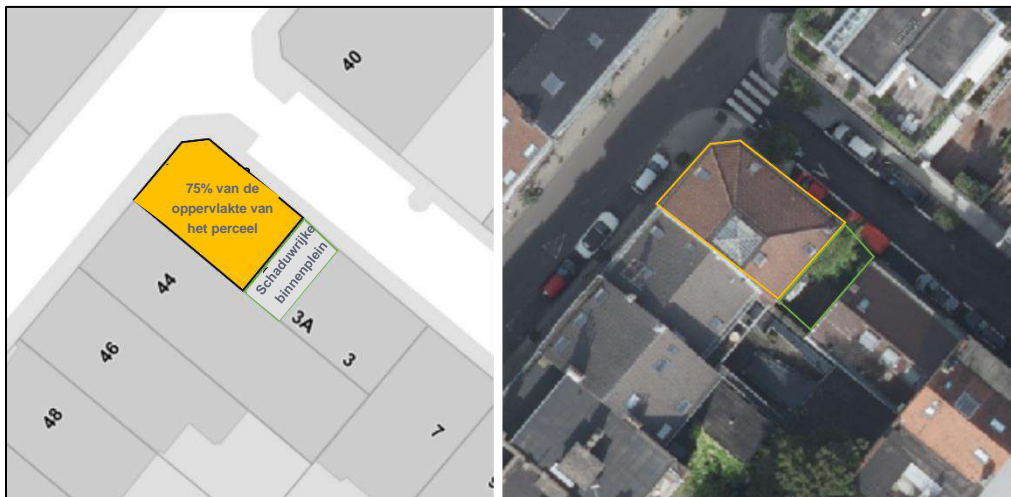 40
75% van de
oppervlakte van
het perceel
Schaduwrijke
binnenplein
44
3A
3
46
48
7